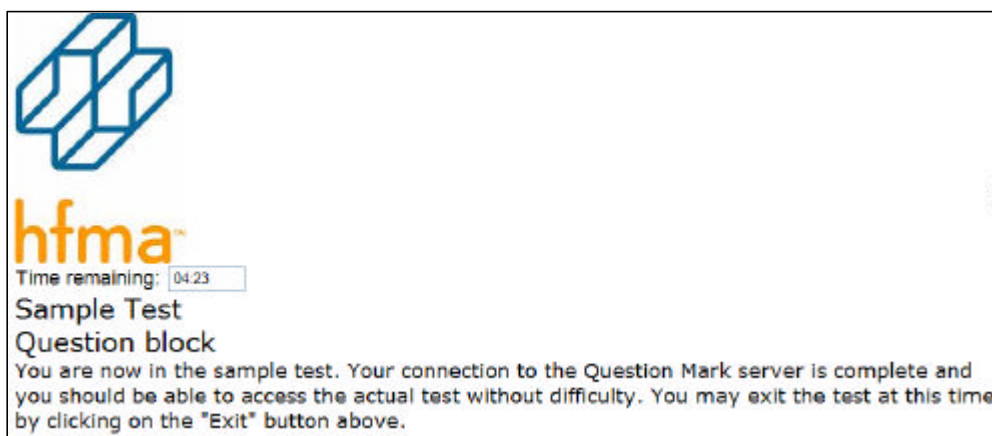 hfma™
Time remaining: 04:23
Sample Test
Question block
You are now in the sample test. Your connection to the Question Mark server is complete and
you should be able to access the actual test without difficulty. You may exit the test at this time
by clicking on the "Exit" button above.